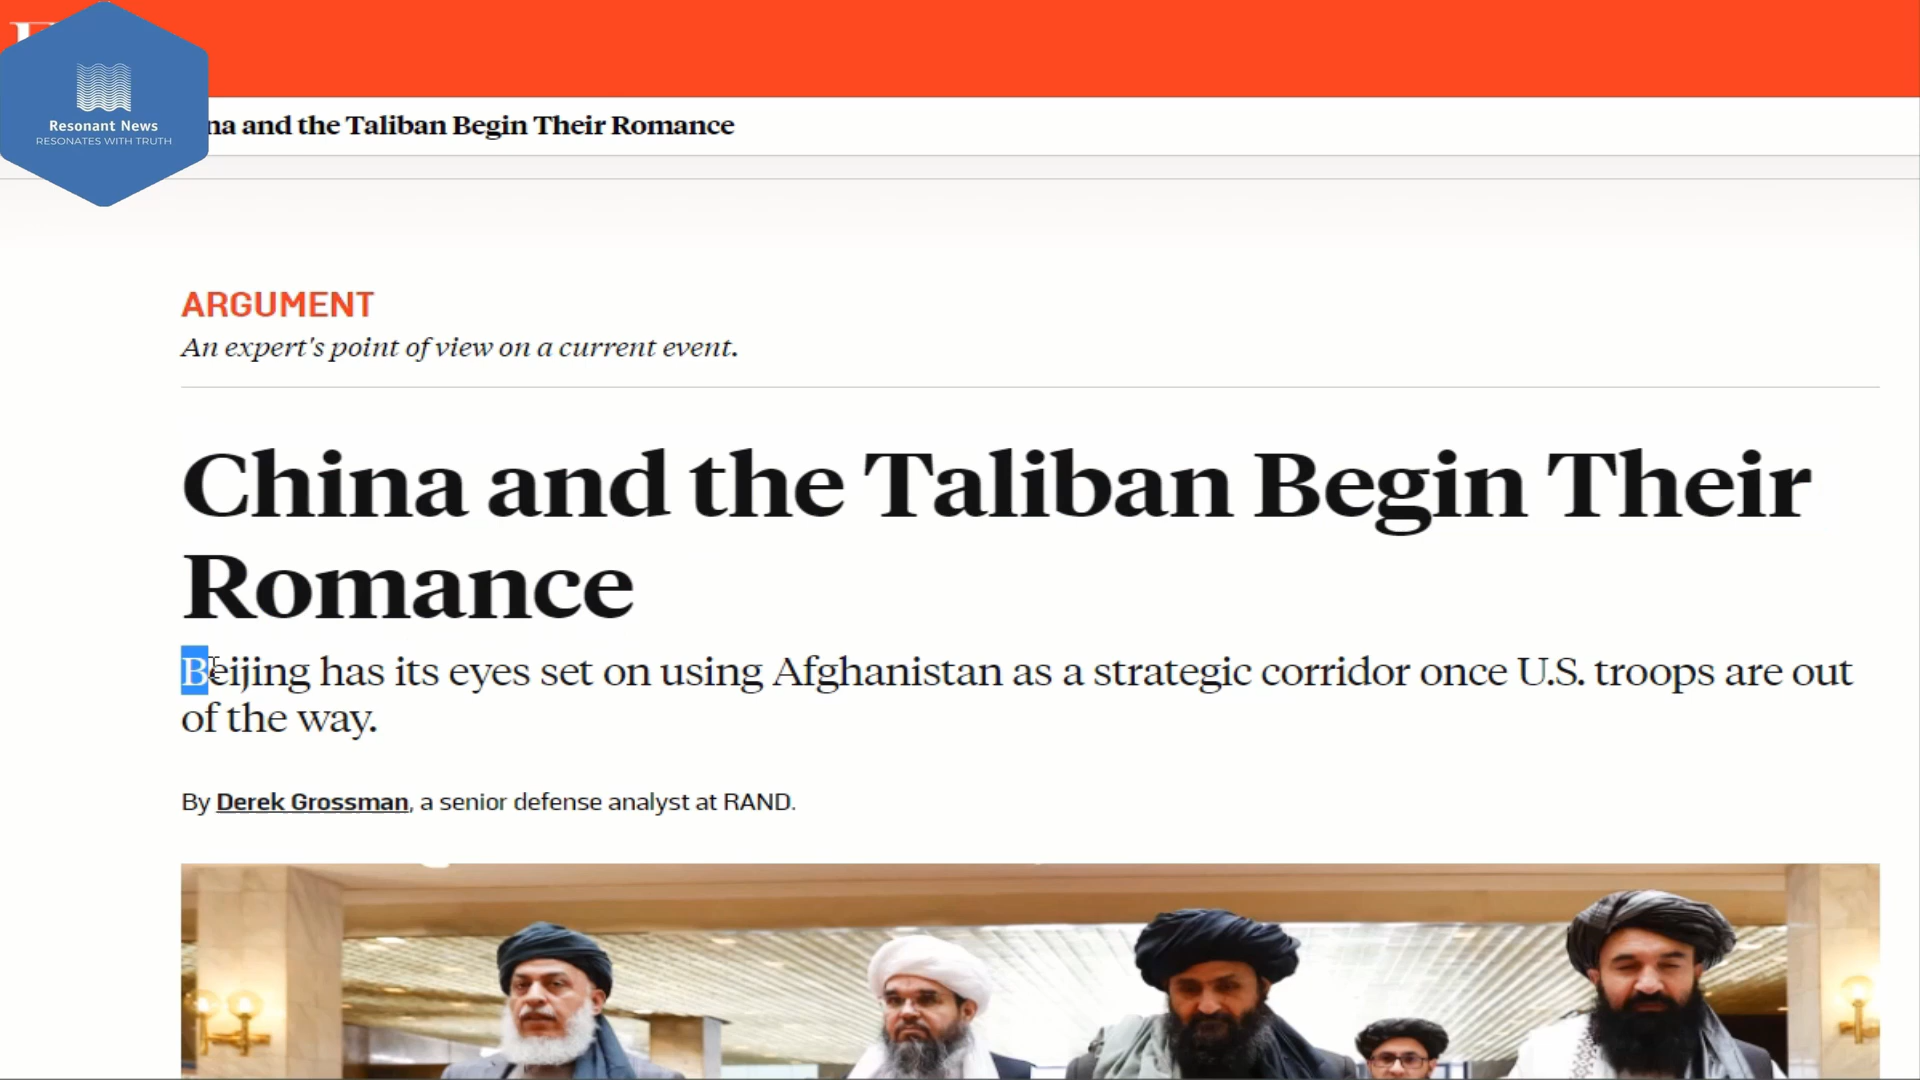 Resonant News
RESONATES WITH TRUTH
na and the Taliban Begin Their Romance
ARGUMENT
An expert's point of view on a current event.
China and the Taliban Begin Their
Romance
Beijing has its eyes set on using Afghanistan as a strategic corridor once U.S. troops are out
of the way.
By Derek Grossman, a senior defense analyst at RAND.